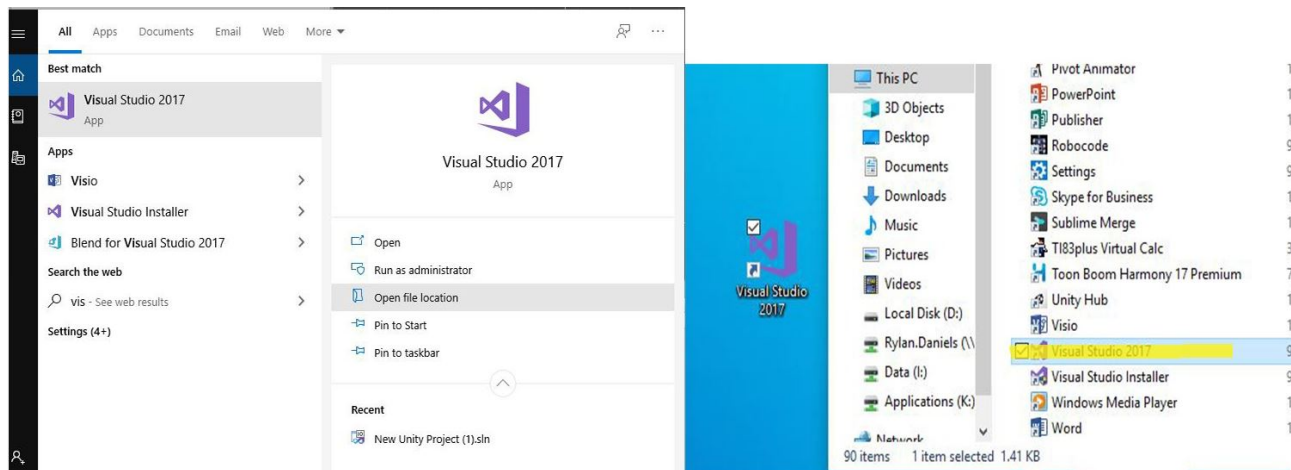 All Apps Documents Email Web More
Best match
Visual Studio 2017
App
Apps
Visio
Visual Studio Installer
Blend for Visual Studio 2017
Search the web
vis - See web results
Settings (4+)
Visual Studio 2017
App
Open
Run as administrator
Open file location
Pin to Start
Pin to taskbar
Recent
New Unity Project (1).sln
Visual Studio
2017
This PC
3D Objects
Desktop
Documents
Downloads
Music
Pictures
Videos
Local Disk (D:)
Rylan.Daniels (\\
Data (I:)
Applications (K:)
Network
Pivot Animator
PowerPoint
Publisher
Robocode
Settings
Skype for Business
Sublime Merge
TI83plus Virtual Calc
Toon Boom Harmony 17 Premium
Unity Hub
Visio
Visual Studio 2017
Visual Studio Installer
Windows Media Player
Word
90 items 1 item selected 1.41 KB